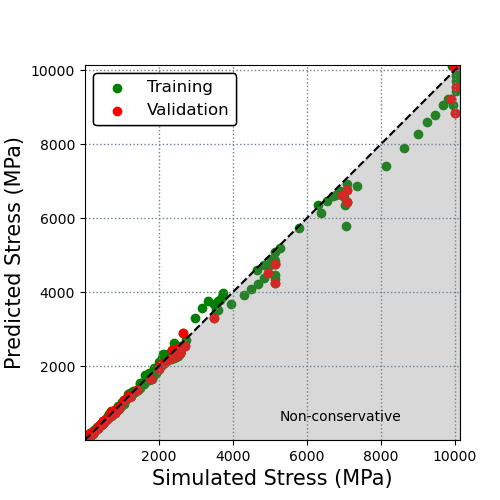 Training
Validation
10000
8000
6000
4000
2000
Predicted Stress (MPa)
Non-conservative
2000
4000
6000
8000
10000
Simulated Stress (MPa)